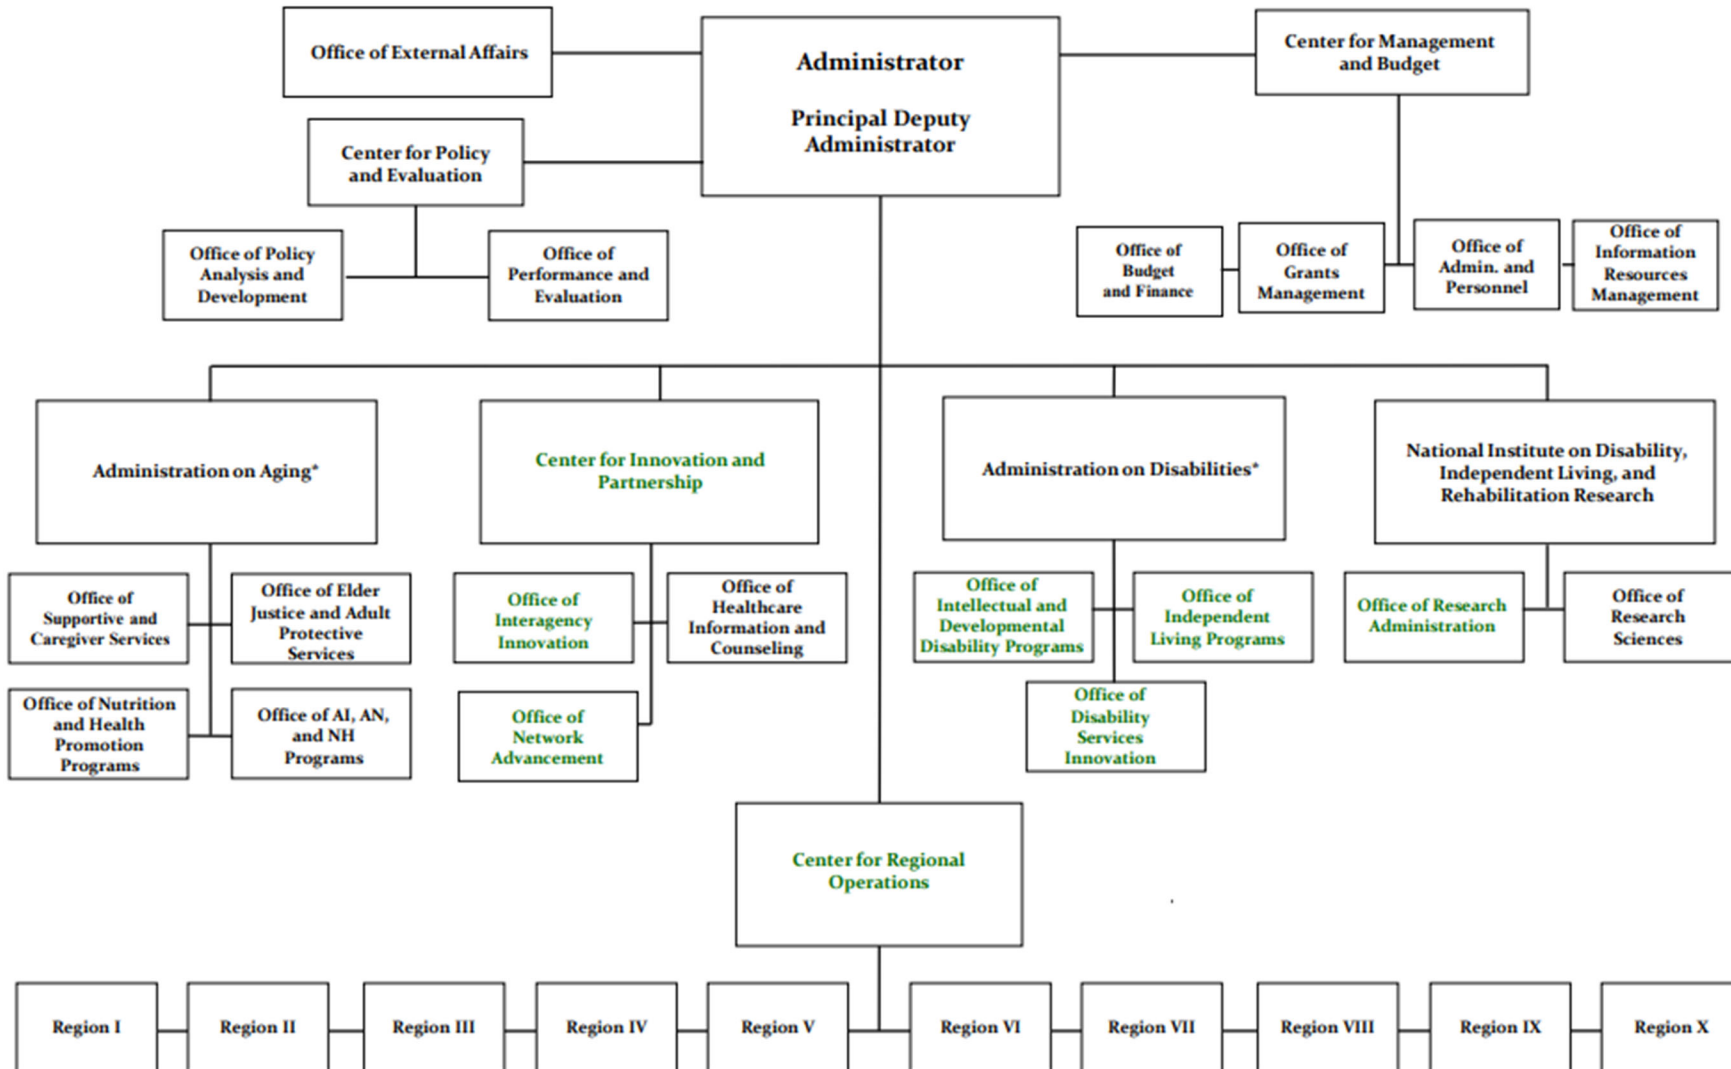 Office of External Affairs
Administrator
Principal Deputy
Administrator
Center for Management
and Budget
Center for Policy
and Evaluation
Office of Policy
Analysis and
Development
Office of
Performance and
Evaluation
Office of
Budget
and Finance
Office of
Grants
Management
Office of
Admin. and
Personnel
Office of
Information
Resources
Management
Administration on Aging*
Center for Innovation and
Partnership
Administration on Disabilities*
National Institute on Disability,
Independent Living, and
Rehabilitation Research
Office of
Supportive and
Caregiver Services
Office of Elder
Justice and Adult
Protective
Services
Office of Nutrition
and Health
Promotion
Programs
Office of AI, AN,
and NH
Programs
Office of
Interagency
Innovation
Office of
Healthcare
Information and
Counseling
Office of
Network
Advancement
Office of
Intellectual and
Developmental
Disability Programs
Office of
Independent
Living Programs
Office of
Disability
Services
Innovation
Office of Research
Administration
Office of
Research
Sciences
Center for Regional
Operations
Region I
Region II
Region III
Region IV
Region V
Region VI
Region VII
Region VIII
Region IX
Region X